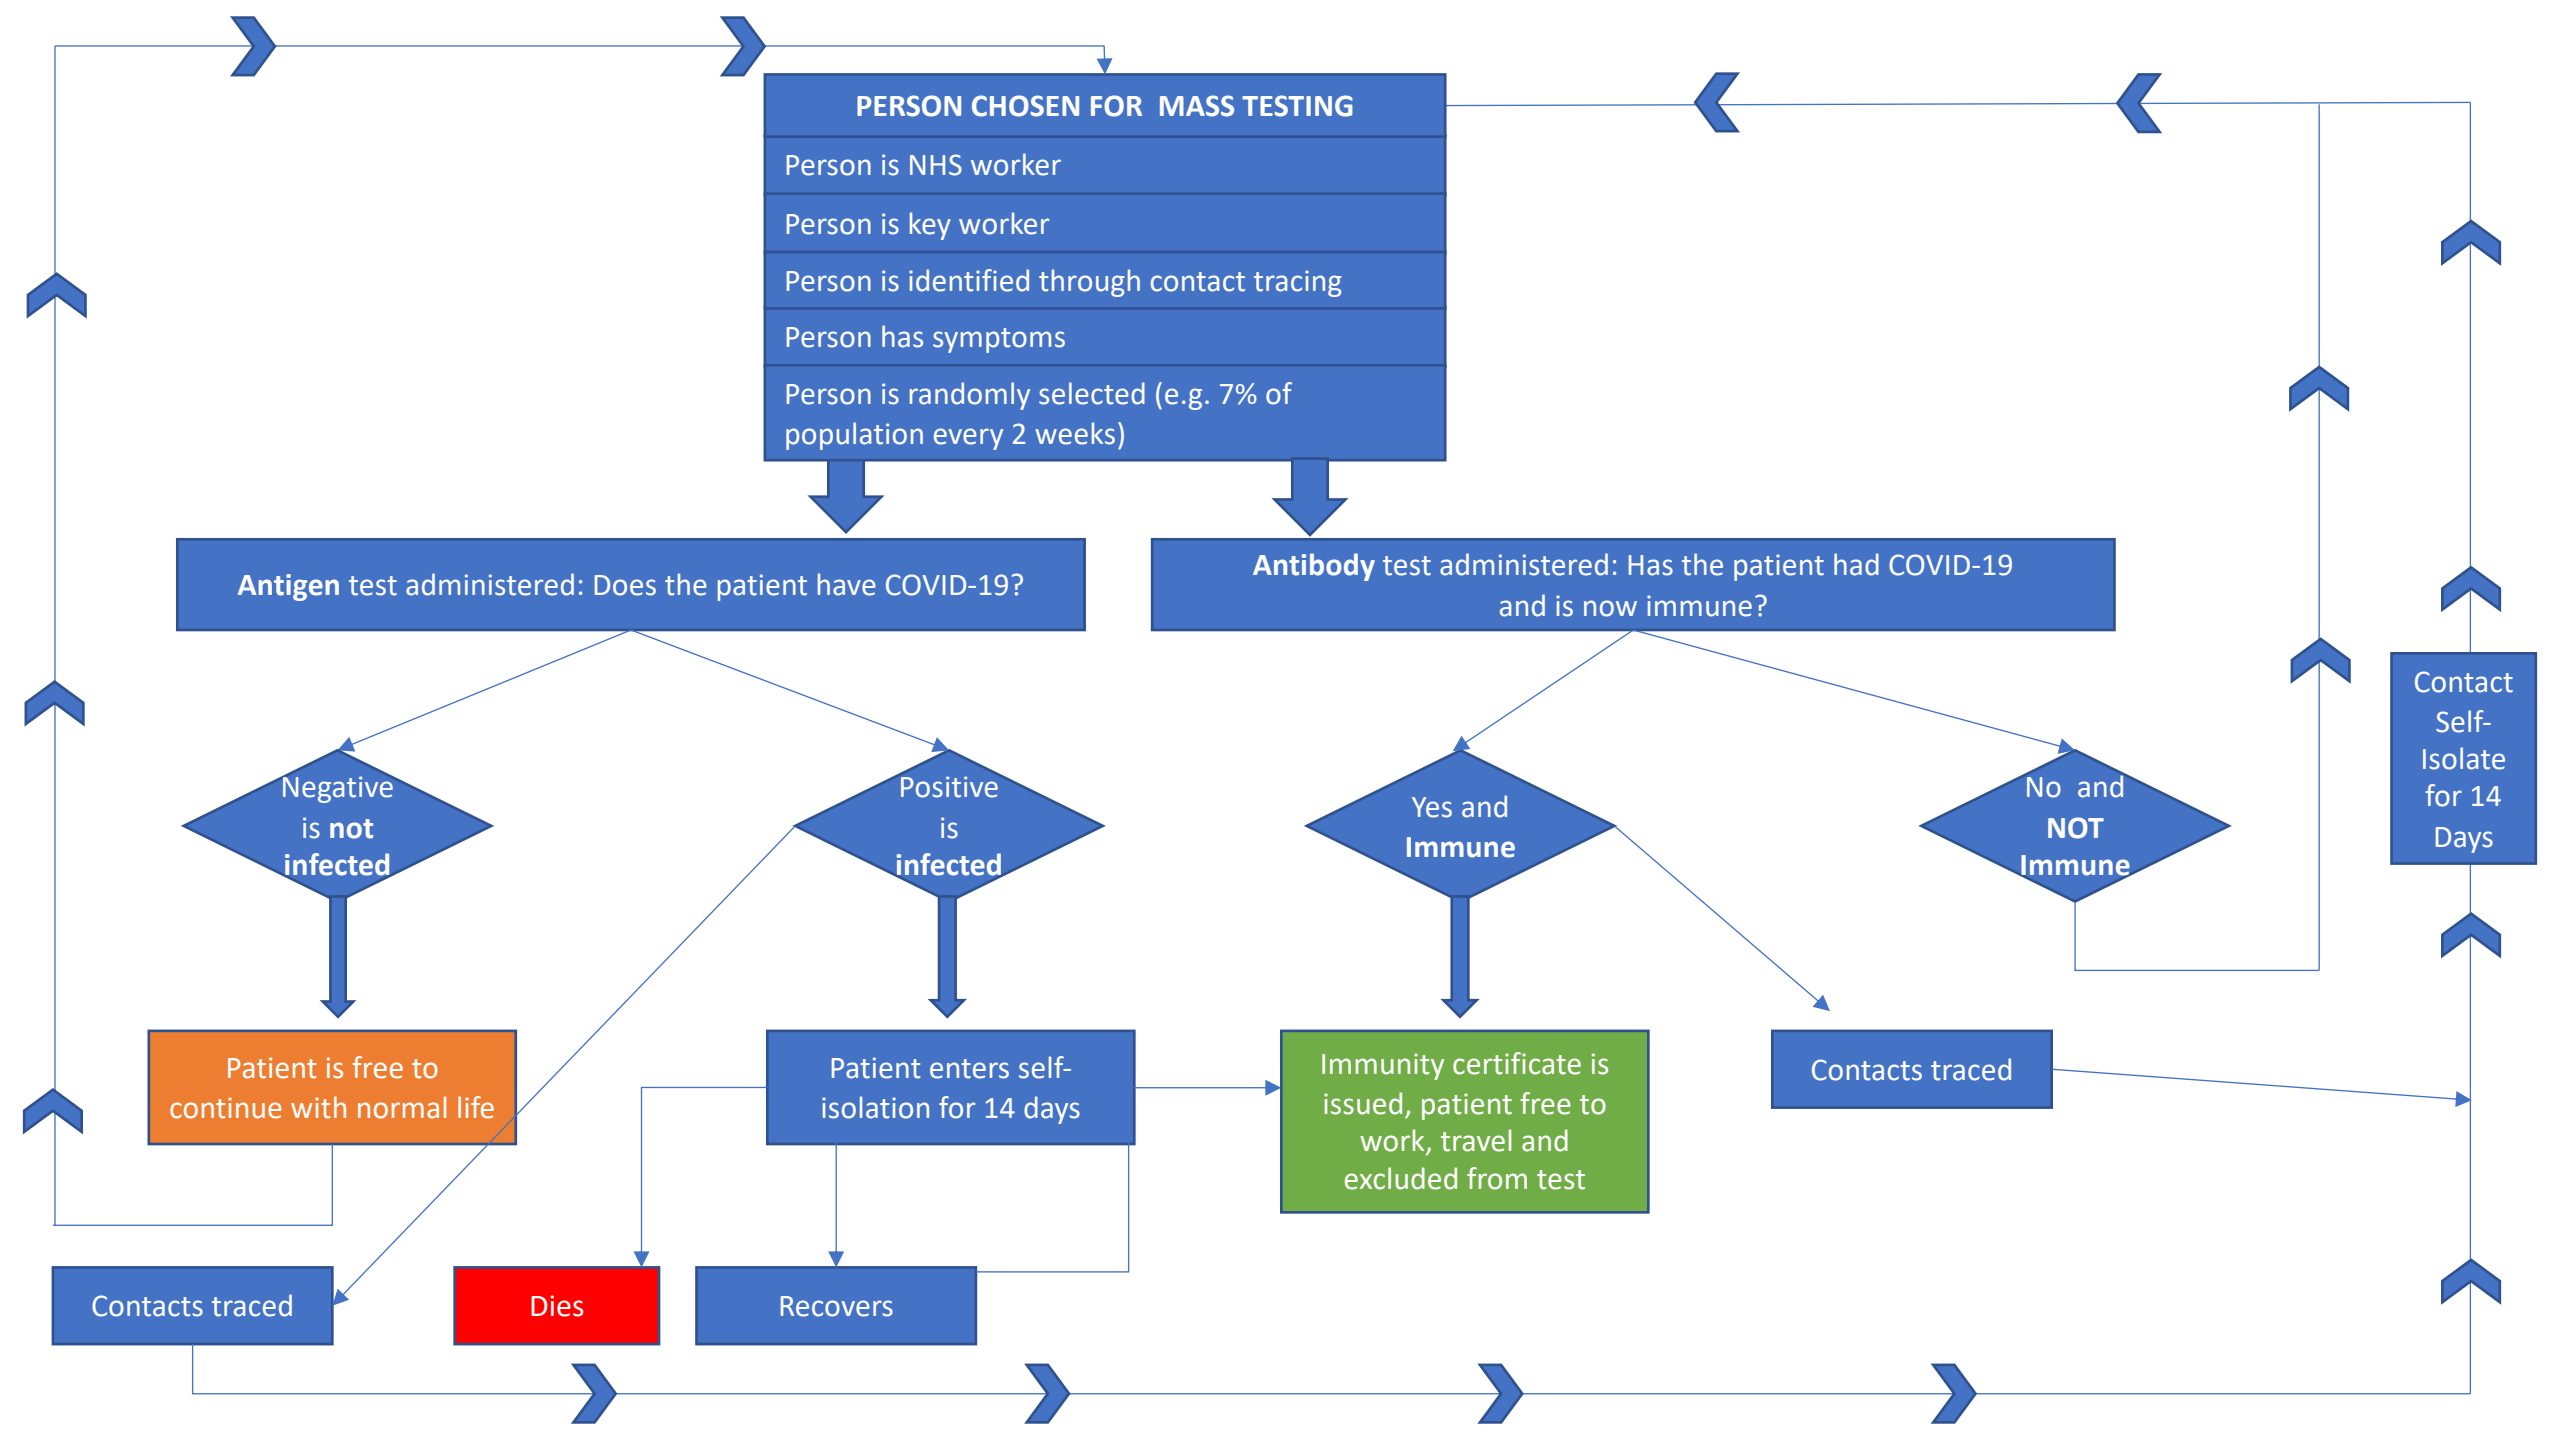 PERSON CHOSEN FOR  MASS TESTING
Person is NHS worker
Person is key worker
Person is identified through contact tracing
Person has symptoms
Person is randomly selected (e.g. 7% of
population every 2 weeks)
Antigen test administered: Does the patient have COVID-19?
Antibody test administered: Has the patient had COVID-19
and is now immune?
Negative
is not
infected
Positive
is
infected
Yes and
Immune
No  and
NOT
Immune
Contact
Self-
Isolate
for 14
Days
Patient is free to
continue with normal life
Patient enters self-
isolation for 14 days
Immunity certificate is
issued, patient free to
work, travel and
excluded from test
Contacts traced
Contacts traced
Dies
Recovers